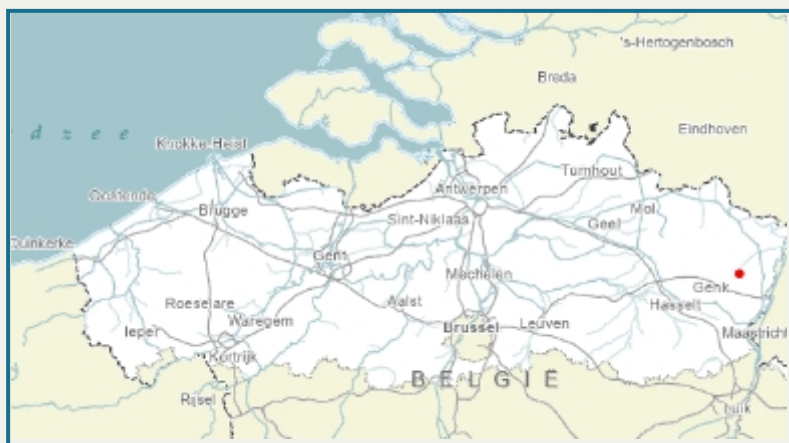 's-Hertogenbosch
Breda
Eindhoven
d z e e
Knokke-Heist
Turnhout
Oostende
Antwerpen
Brugge
Sint-Niklaas
Geel
Mol
Duinkerke
Gent
Mechelen
Genk
Roeselare
Aalst
Hasselt
Ieper
Waregem
Brussel
Leuven
Maastricht
Kortrijk
BELGIË
Rijsel
Luik